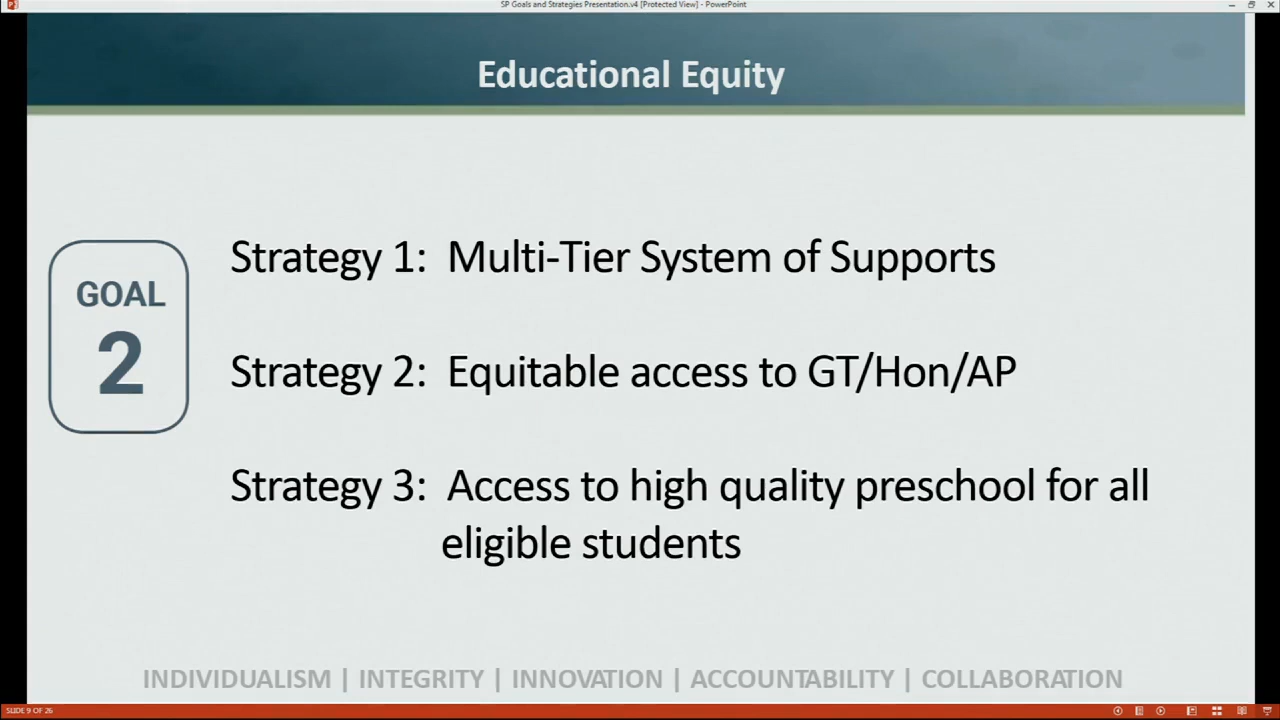 SP Goals and Strategies Presentation.v4 [Protected View] - PowerPoint
Educational Equity
GOAL
2
Strategy 1: Multi-Tier System of Supports
Strategy 2: Equitable access to GT/Hon/AP
Strategy 3: Access to high quality preschool for all
eligible students
INDIVIDUALISM | INTEGRITY | INNOVATION | ACCOUNTABILITY | COLLABORATION
SLIDE 9 OF 26